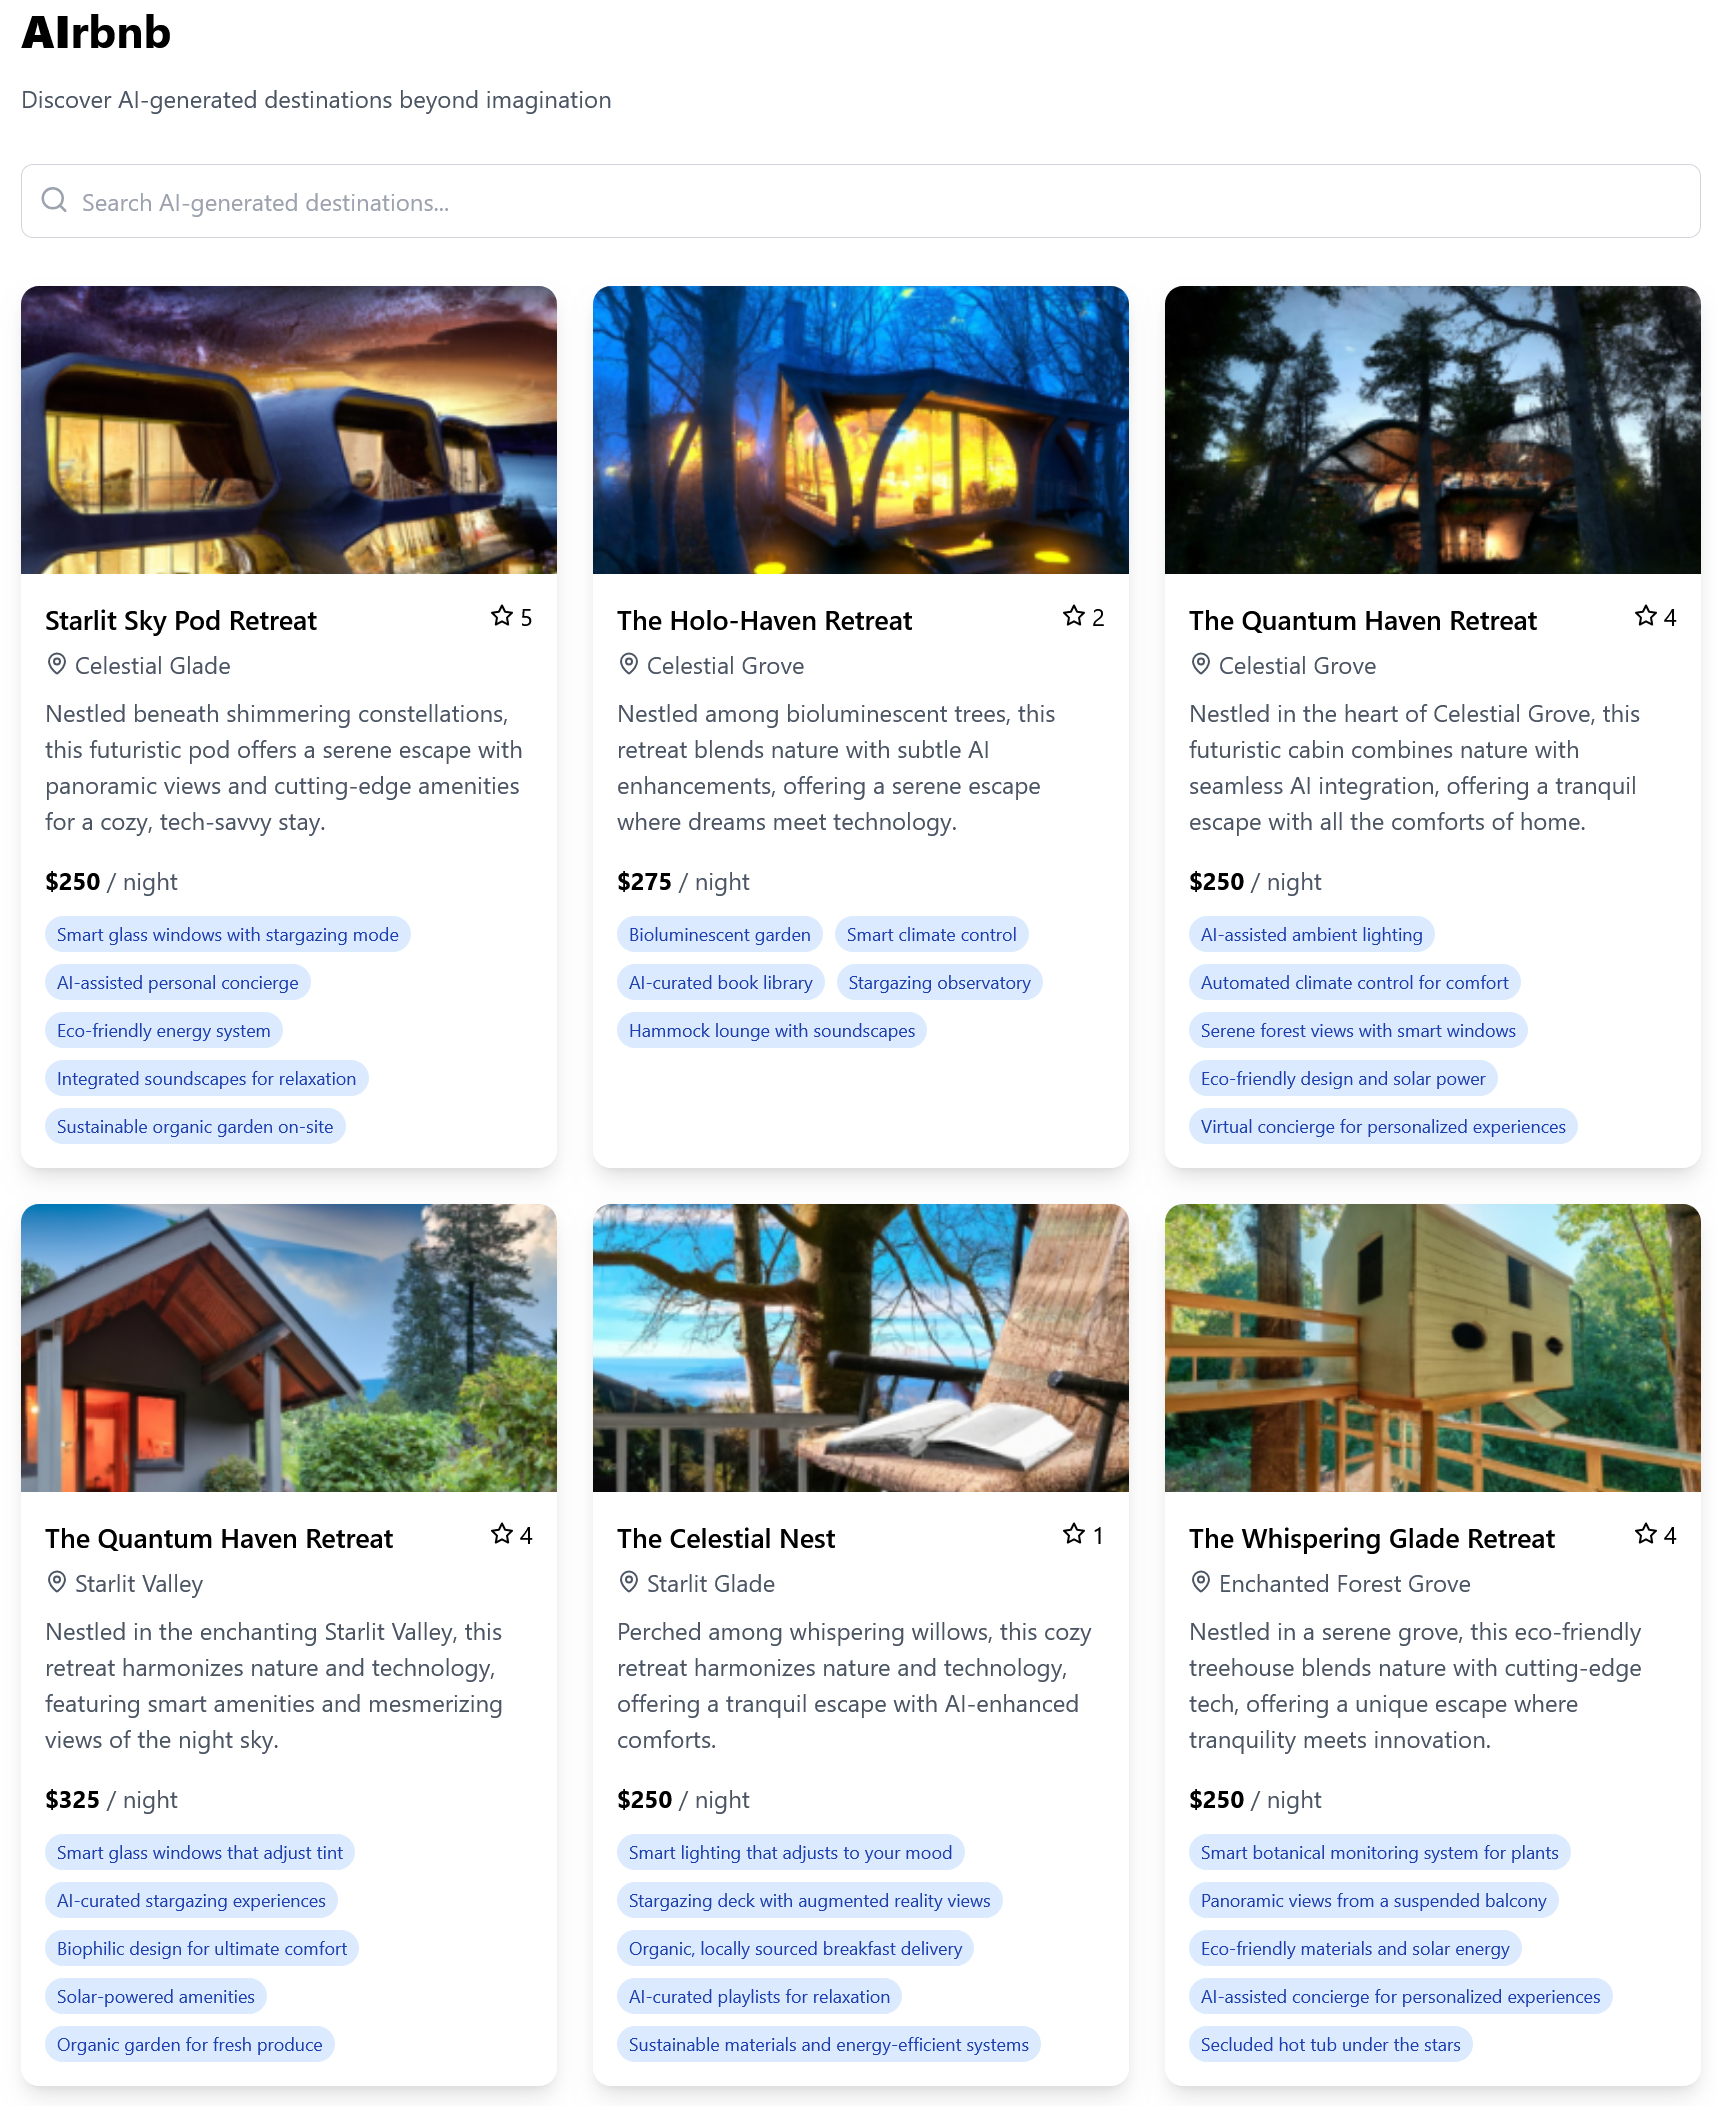 AIrbnb
Discover AI-generated destinations beyond imagination
Search AI-generated destinations...
Starlit Sky Pod Retreat
5
Celestial Glade
Nestled beneath shimmering constellations,
this futuristic pod offers a serene escape with
panoramic views and cutting-edge amenities
for a cozy, tech-savvy stay.
$250 / night
Smart glass windows with stargazing mode
AI-assisted personal concierge
Eco-friendly energy system
Integrated soundscapes for relaxation
Sustainable organic garden on-site
The Holo-Haven Retreat
2
Celestial Grove
Nestled among bioluminescent trees, this
retreat blends nature with subtle AI
enhancements, offering a serene escape
where dreams meet technology.
$275 / night
Bioluminescent garden
Smart climate control
AI-curated book library
Stargazing observatory
Hammock lounge with soundscapes
The Quantum Haven Retreat
4
Celestial Grove
Nestled in the heart of Celestial Grove, this
futuristic cabin combines nature with
seamless AI integration, offering a tranquil
escape with all the comforts of home.
$250 / night
AI-assisted ambient lighting
Automated climate control for comfort
Serene forest views with smart windows
Eco-friendly design and solar power
Virtual concierge for personalized experiences
The Quantum Haven Retreat
4
Starlit Valley
Nestled in the enchanting Starlit Valley, this
retreat harmonizes nature and technology,
featuring smart amenities and mesmerizing
views of the night sky.
$325 / night
Smart glass windows that adjust tint
AI-curated stargazing experiences
Biophilic design for ultimate comfort
Solar-powered amenities
Organic garden for fresh produce
The Celestial Nest
1
Starlit Glade
Perched among whispering willows, this cozy
retreat harmonizes nature and technology,
offering a tranquil escape with AI-enhanced
comforts.
$250 / night
Smart lighting that adjusts to your mood
Stargazing deck with augmented reality views
Organic, locally sourced breakfast delivery
AI-curated playlists for relaxation
Sustainable materials and energy-efficient systems
The Whispering Glade Retreat
4
Enchanted Forest Grove
Nestled in a serene grove, this eco-friendly
treehouse blends nature with cutting-edge
tech, offering a unique escape where
tranquility meets innovation.
$250 / night
Smart botanical monitoring system for plants
Panoramic views from a suspended balcony
Eco-friendly materials and solar energy
AI-assisted concierge for personalized experiences
Secluded hot tub under the stars